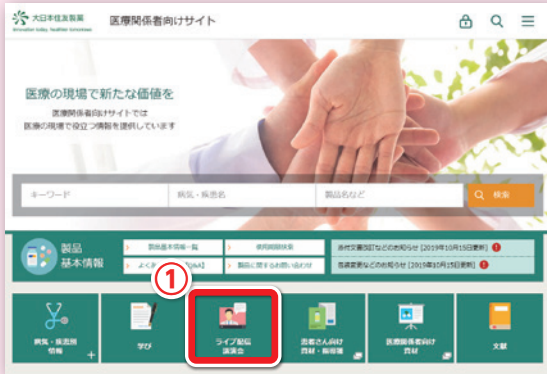 大日本住友製薬
Innovation today, healthier tomorrows
医療関係者向けサイト
医療の現場で新たな価値を
医療関係者向けサイトでは
医療の現場で役立つ情報を提供しています
キーワード
病気・疾患名
製品名など
検索
製品
基本情報
製品基本情報一覧
使用期限検索
添付文書改訂などのお知らせ [2019年10月15日更新]
よくあ
Q&A】
製品に関するお問い合わせ
包装変更などのお知らせ [2019年10月15日更新]
①
病気・疾患別
情報
学び
ライブ配信
講演会
患者さん向け
資材・販促等
医療関係者向け
資材
文献